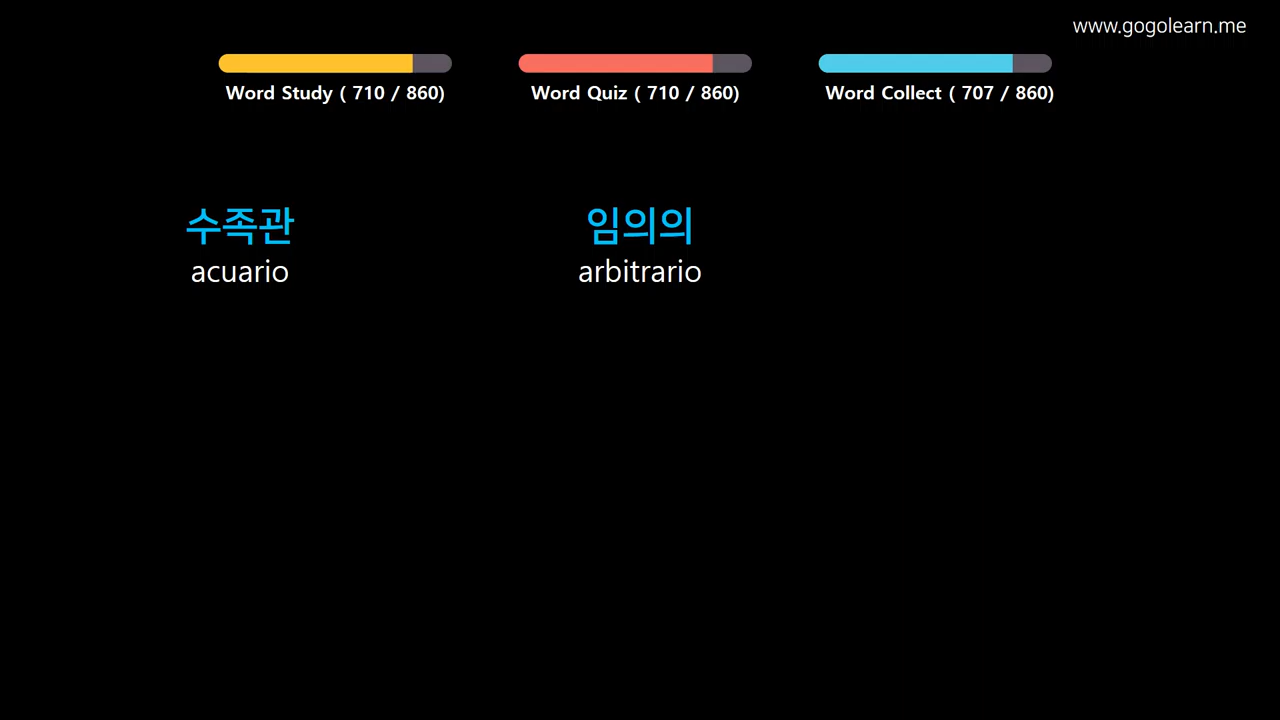 www.gogolearn.me
Word Study ( 710 / 860)
Word Quiz ( 710 / 860)
Word Collect ( 707 / 860)
수족관
acuario
임의의
arbitrario